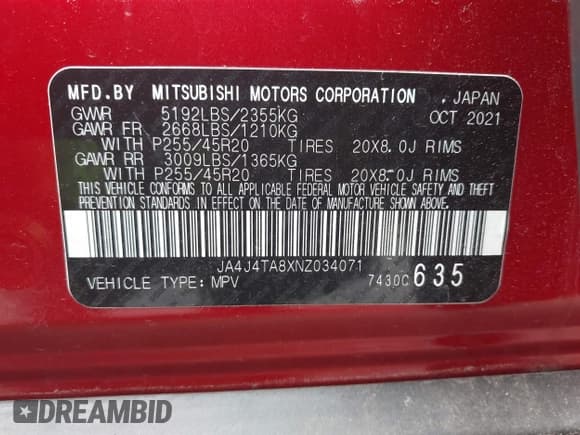 MFD.BY MITSUBISHI MOTORS CORPORATION , JAPAN
GVWR 5192LBS/2355KG OCT 2021
GAWR FR 2668LBS/1210KG
WITH P255/45R20 TIRES 20X8.0J RIMS
GAWR RR 3009LBS/1365KG
WITH P255/45R20 TIRES 20X8.0J RIMS
THIS VEHICLE CONFORMS TO ALL APPLICABLE FEDERAL MOTOR VEHICLE SAFETY AND THEFT
PREVENTION STANDARDS IN EFFECT ON THE DATE OF MANUFACTURE SHOWN ABOVE.
JA4J4TA8XNZ034071
VEHICLE TYPE: MPV 7430C 635
DREAMBID